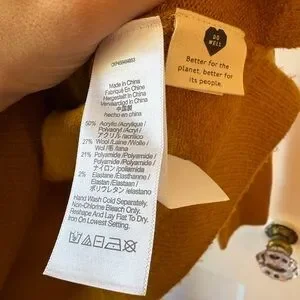 Made in China
Fabriqué En Chine
Hergestellt In China
Vervaardigd in China
中国製
hecho en china
50% Acrylic/Acrylique/
Polyacryl /Acryl/
アクリル /acrílico
27% Wool /Laine /Wolle/
Wol /毛 /lana
21% Polyamide/Polyamide/
Polyamid/Polyamide/
ナイロン /poliamida
2% Elastane/Élasthanne/
Elastan /Elastaan/
ポリウレタン /elastano
Hand Wash Cold Separately.
Non-Chlorine Bleach Only.
Reshape And Lay Flat To Dry.
Iron On Lowest Setting.
DO
WELL
Better for the
planet, better for
its people.